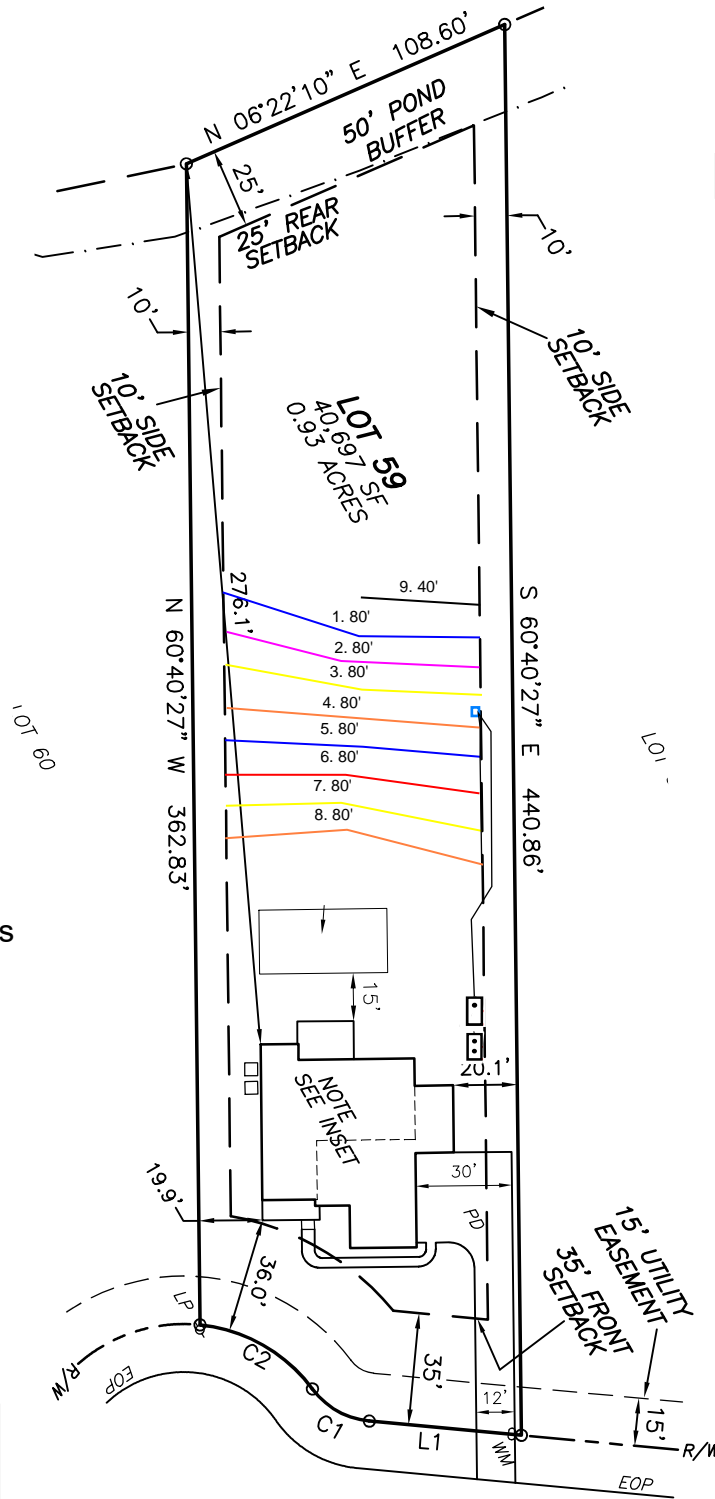 N 06°22'10" E 108.60'
50' POND
BUFFER
25'
25' REAR
SETBACK
10'
10'
10' SIDE
SETBACK
10' SIDE
SETBACK
LOT 59
40,697 SF
0.93 ACRES
276.1'
9. 40'
1. 80'
2. 80'
3. 80'
4. 80'
5. 80'
6. 80'
7. 80'
8. 80'
N 60°40'27" W 362.83'
S 60°40'27" E 440.86'
LOT 60
S
15'
20.1'
NOTE
SEE INSET
30'
PD
19.9'
36.0'
15' UTILITY
EASEMENT
35' FRONT
SETBACK
LP
R/W
EOP
C2
C1
L1
35'
12'
15'
WM
R/W
EOP